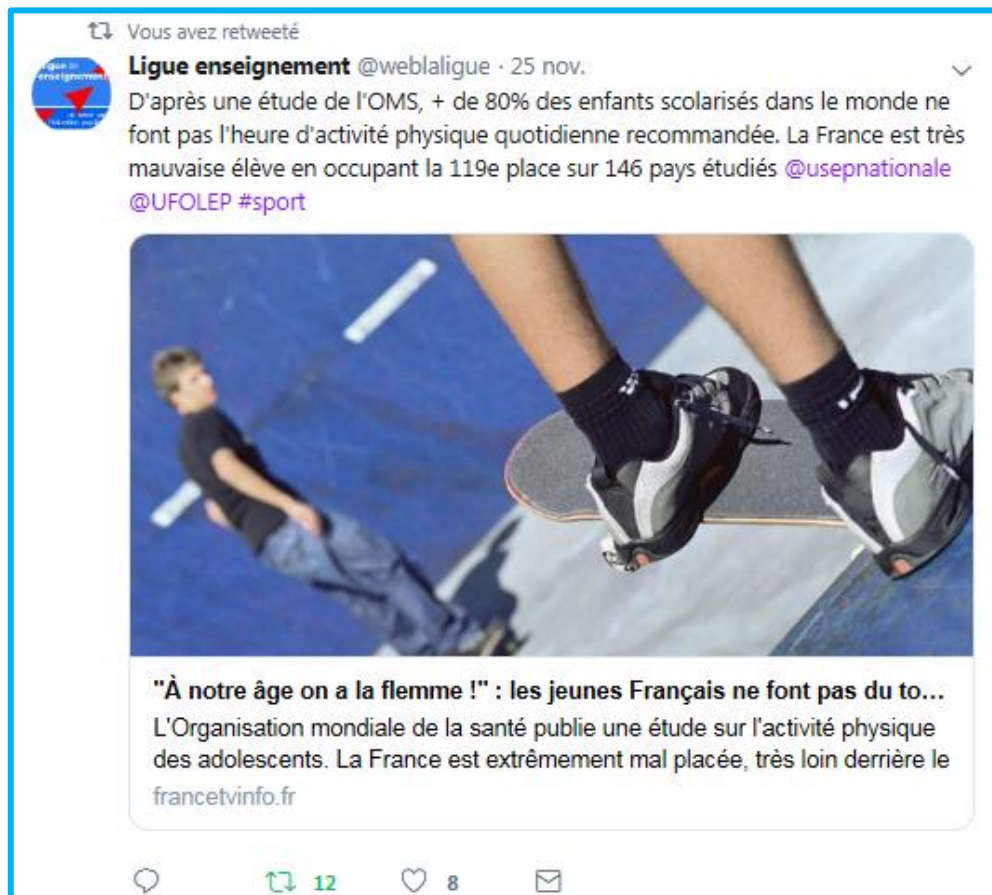 Vous avez retweeté
Ligue enseignement @weblaligue · 25 nov.
D'après une étude de l'OMS, + de 80% des enfants scolarisés dans le monde ne
font pas l'heure d'activité physique quotidienne recommandée. La France est très
mauvaise élève en occupant la 119e place sur 146 pays étudiés @usepnationale
@UFOLEP #sport
"À notre âge on a la flemme !" : les jeunes Français ne font pas du to...
L'Organisation mondiale de la santé publie une étude sur l'activité physique
des adolescents. La France est extrêmement mal placée, très loin derrière le
francetvinfo.fr
12 8